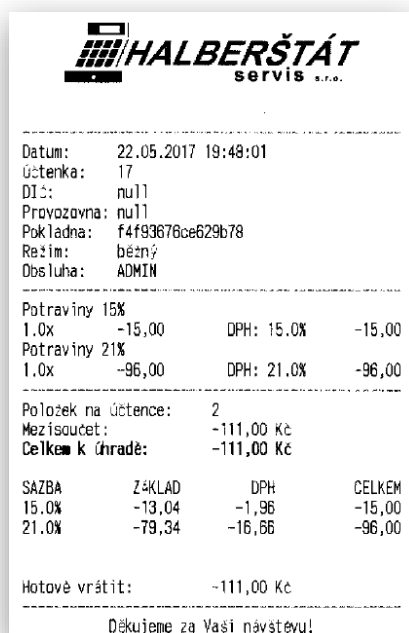 HALBERŠTÁT
servis s.r.o.
Datum: 22.05.2017 19:48:01
účtenka: 17
DIČ: null
Provozovna: null
Pokladna: f4f93676ce629b78
Režim: běžný
Obsluha: ADMIN
Potraviny 15%
1.0x -15,00 DPH: 15.0% -15,00
Potraviny 21%
1.0x -96,00 DPH: 21.0% -96,00
Položek na účtence: 2
Mezisoučet: -111,00 Kč
Celkem k úhradě: -111,00 Kč
SAZBA ZÁKLAD DPH CELKEM
15.0% -13,04 -1,96 -15,00
21.0% -79,34 -16,66 -96,00
Hotově vrátit: -111,00 Kč
Děkujeme za Vaši návštěvu!